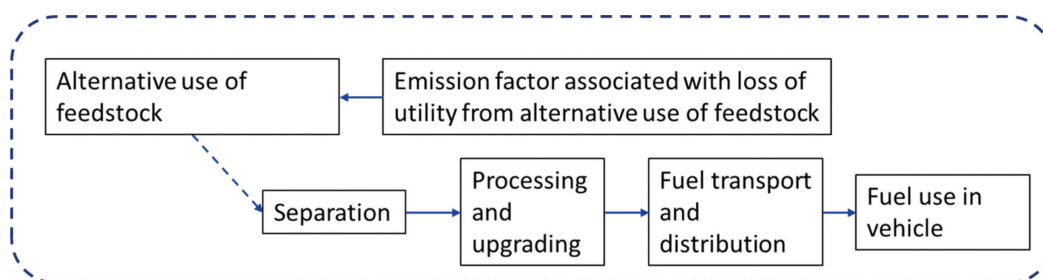 Alternative use of
feedstock
Emission factor associated with loss of
utility from alternative use of feedstock
Separation
Processing
and
upgrading
Fuel transport
and
distribution
Fuel use in
vehicle